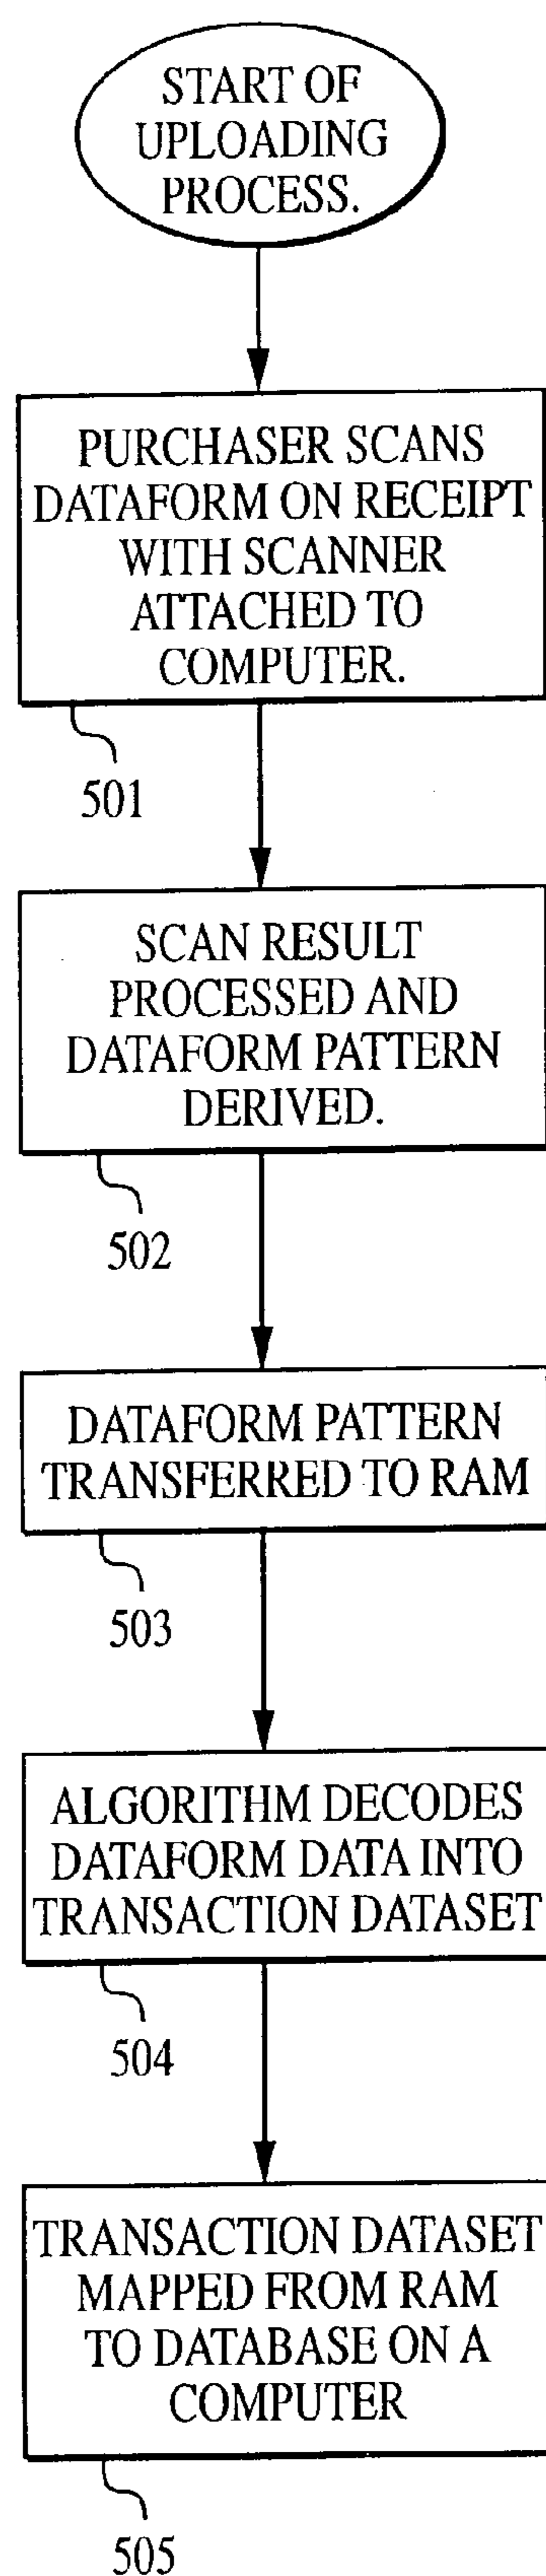 START OF
UPLOADING
PROCESS.
PURCHASER SCANS
DATAFORM ON RECEIPT
WITH SCANNER
ATTACHED TO
COMPUTER.
501
SCAN RESULT
PROCESSED AND
DATAFORM PATTERN
DERIVED.
502
DATAFORM PATTERN
TRANSFERRED TO RAM
503
ALGORITHM DECODES
DATAFORM DATA INTO
TRANSACTION DATASET
504
TRANSACTION DATASET
MAPPED FROM RAM
TO DATABASE ON A
COMPUTER
505